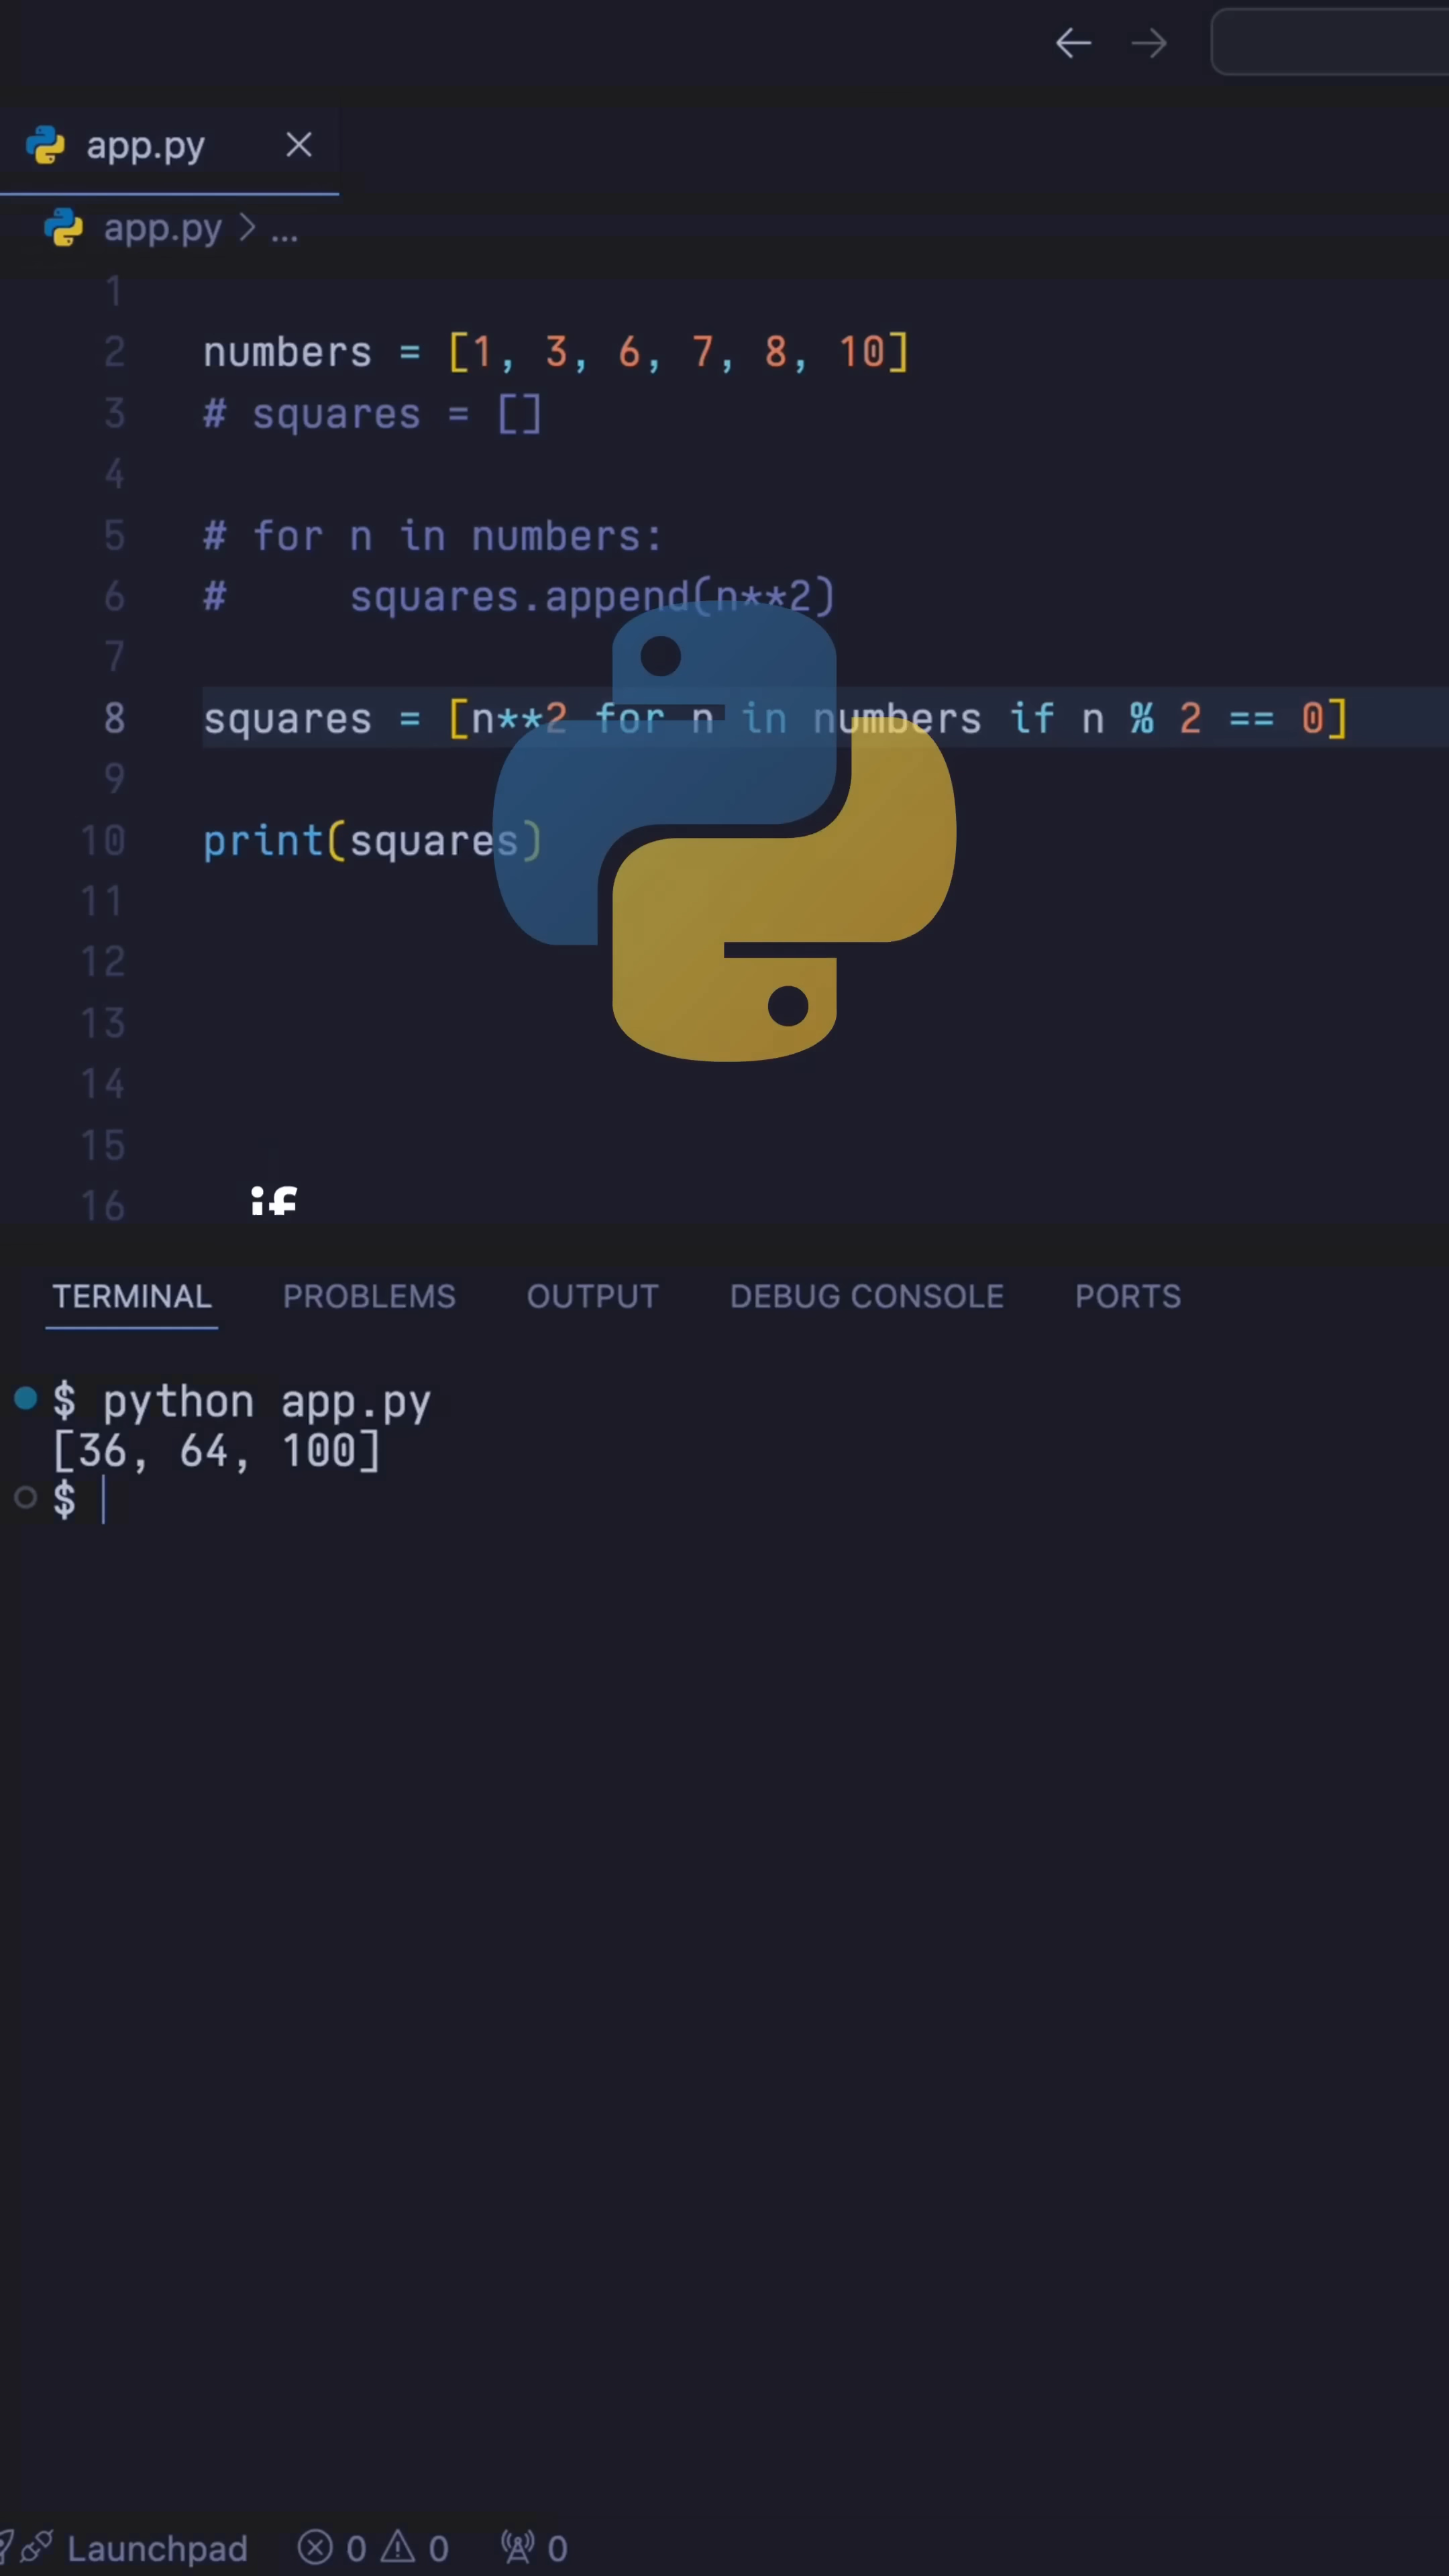 app.py
app.py > ...
1
2 numbers = [1, 3, 6, 7, 8, 10]
3 # squares = []
4
5 # for n in numbers:
6 #     squares.append(n**2)
7
8 squares = [n**2 for n in numbers if n % 2 == 0]
9
10 print(squares)
11
12
13
14
15
16
if
TERMINAL PROBLEMS OUTPUT DEBUG CONSOLE PORTS
$ python app.py
[36, 64, 100]
$
Launchpad 0 0 0